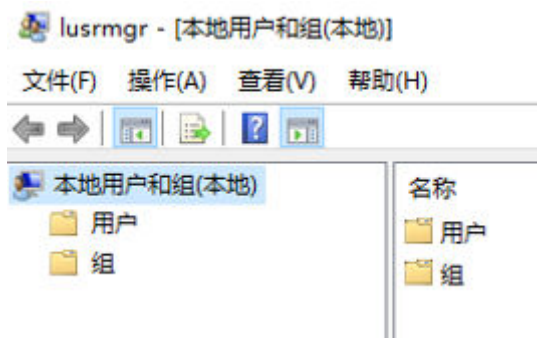 lusrmgr - [本地用户和组(本地)]
文件(F) 操作(A) 查看(V) 帮助(H)
本地用户和组(本地)
用户
组
名称
用户
组